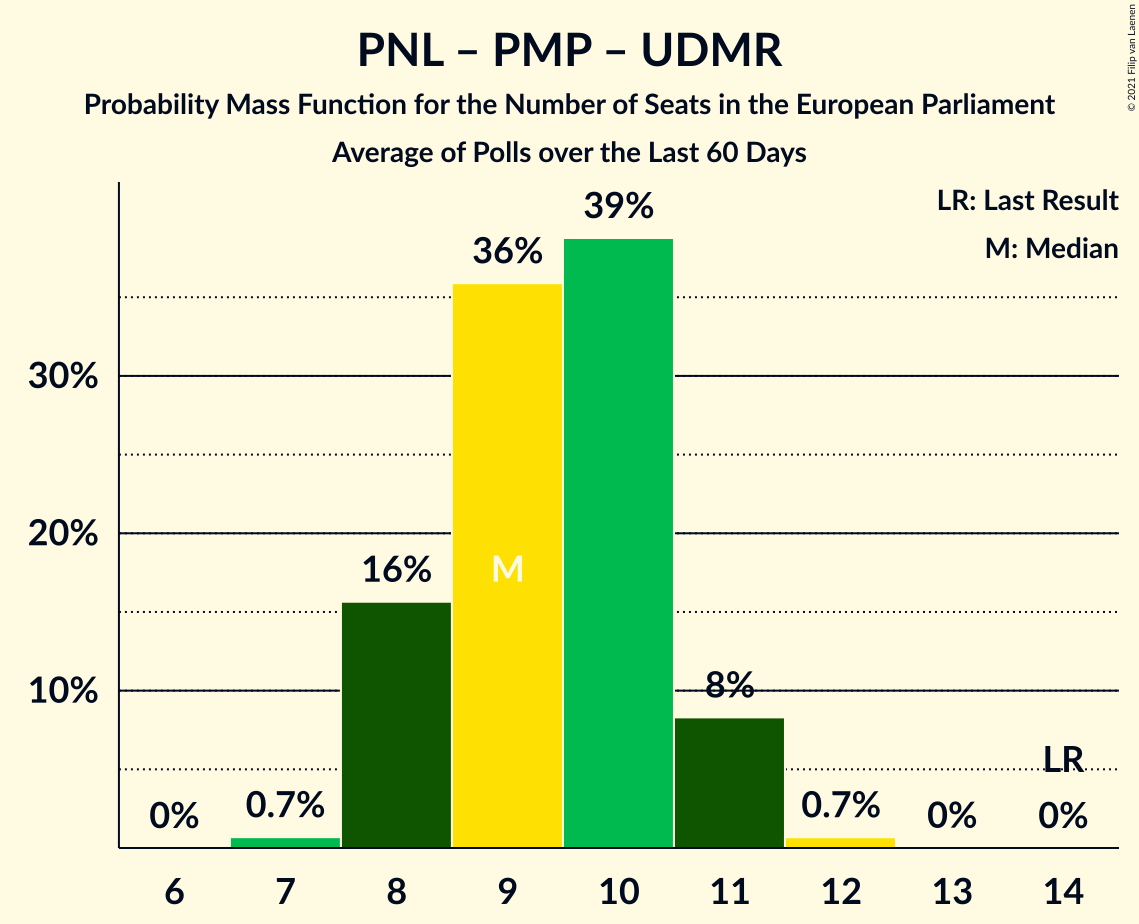 PNL – PMP – UDMR
Probability Mass Function for the Number of Seats in the European Parliament
Average of Polls over the Last 60 Days
© 2021 Filip van Laenen
LR: Last Result
M: Median
39%
36%
30%
20%
16%
M
10%
8%
LR
0%
0.7%
0.7%
0%
0%
6
7
8
9
10
11
12
13
14